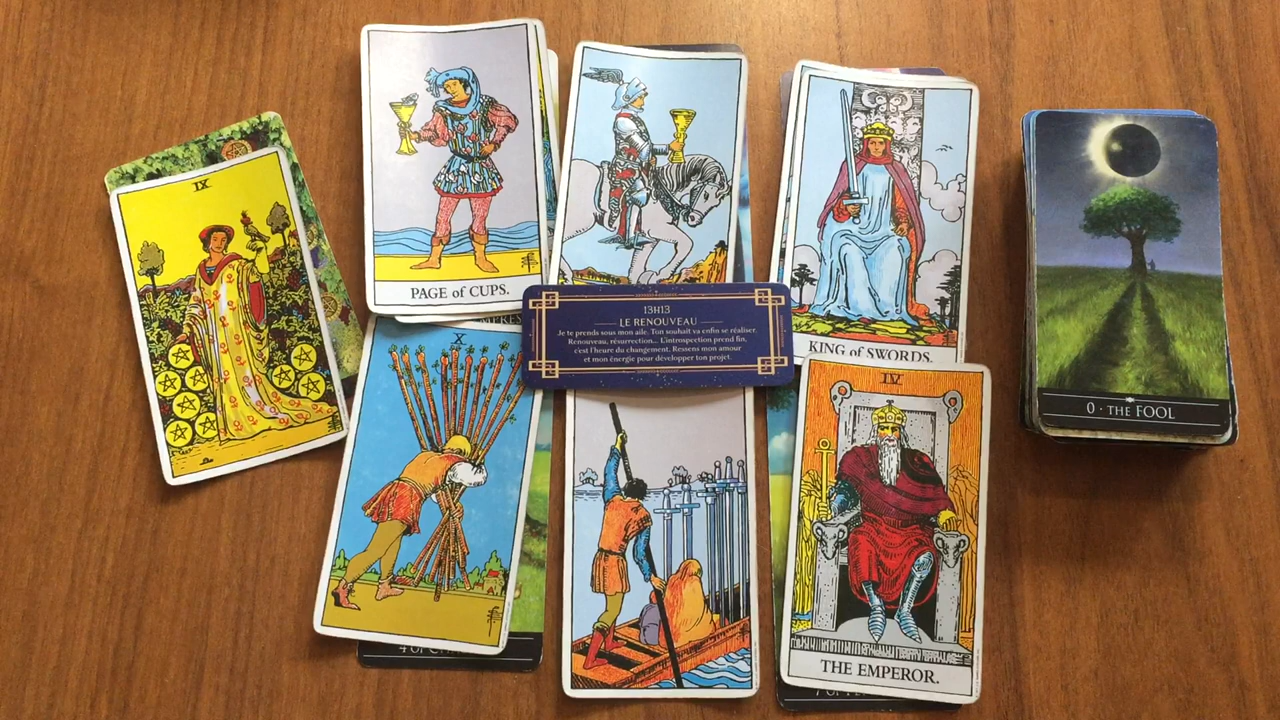 IX
PAGE of CUPS.
KING of SWORDS.
0 · THE FOOL
13H13
LE RENOUVEAU
Je te prends sous mon aile. Ton souhait va enfin se réaliser.
Renouveau, résurrection... L'introspection prend fin,
c'est l'heure du changement. Ressens mon amour
et mon énergie pour développer ton projet.
X
IV
THE EMPEROR.
4 OF
7 OF